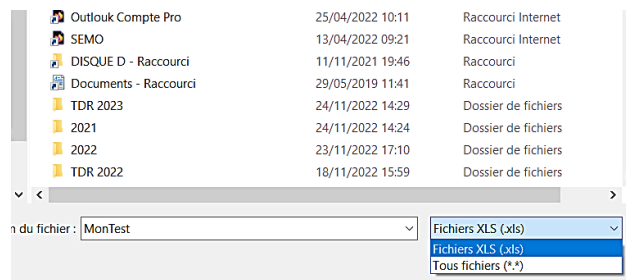 Outlouk Compte Pro 25/04/2022 10:11 Raccourci Internet
SEMO 13/04/2022 09:21 Raccourci Internet
DISQUE D - Raccourci 11/11/2021 19:46 Raccourci
Documents - Raccourci 29/05/2019 11:41 Raccourci
TDR 2023 24/11/2022 14:29 Dossier de fichiers
2021 24/11/2022 14:24 Dossier de fichiers
2022 23/11/2022 17:10 Dossier de fichiers
TDR 2022 18/11/2022 15:59 Dossier de fichiers
n du fichier : MonTest Fichiers XLS (.xls)
Fichiers XLS (.xls)
Tous fichiers (*.*)